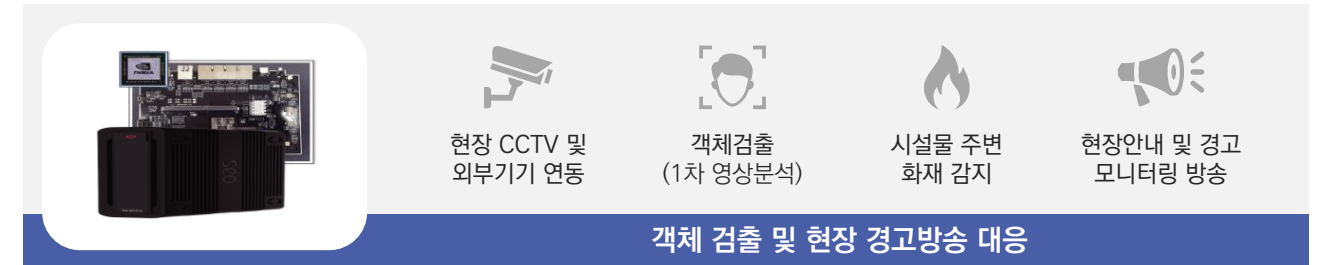 NVIDIA
현장 CCTV 및
외부기기 연동
객체검출
(1차 영상분석)
시설물 주변
화재 감지
현장안내 및 경고
모니터링 방송
객체 검출 및 현장 경고방송 대응